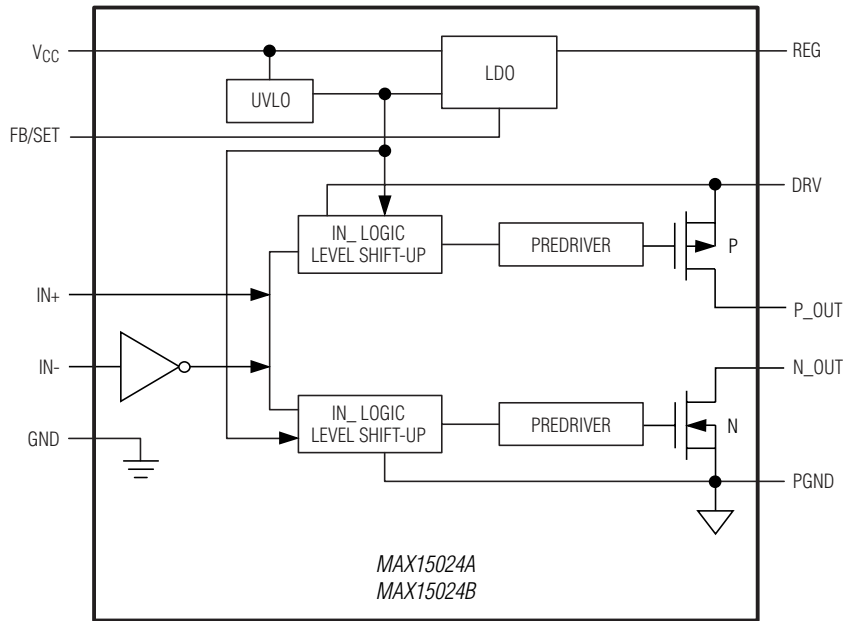 VCC
REG
LDO
UVLO
FB/SET
DRV
IN_ LOGIC
LEVEL SHIFT-UP
PREDRIVER
P
IN+
P_OUT
IN-
N_OUT
IN_ LOGIC
LEVEL SHIFT-UP
PREDRIVER
N
GND
PGND
MAX15024A
MAX15024B